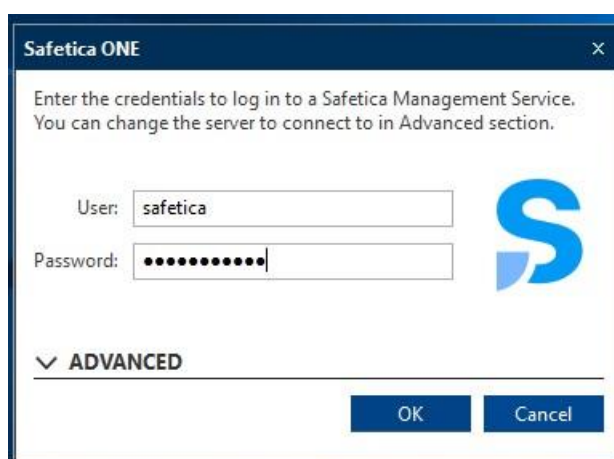 Safetica ONE
Enter the credentials to log in to a Safetica Management Service.
You can change the server to connect to in Advanced section.
User: safetica
Password: •••••••••••
ADVANCED
OK Cancel